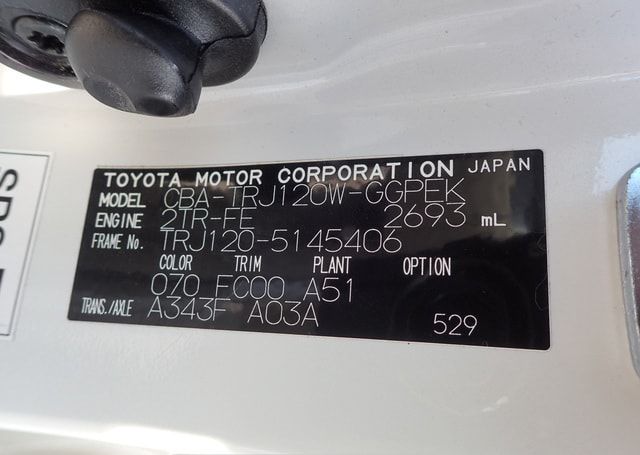 TOYOTA MOTOR CORPORATION JAPAN
MODEL CBA-TRJ120W-GGPEK
ENGINE 2TR-FE 2693 mL
FRAME No. TRJ120-5145406
COLOR TRIM PLANT OPTION
070 FC00 A51
TRANS./AXLE A343F A03A
529